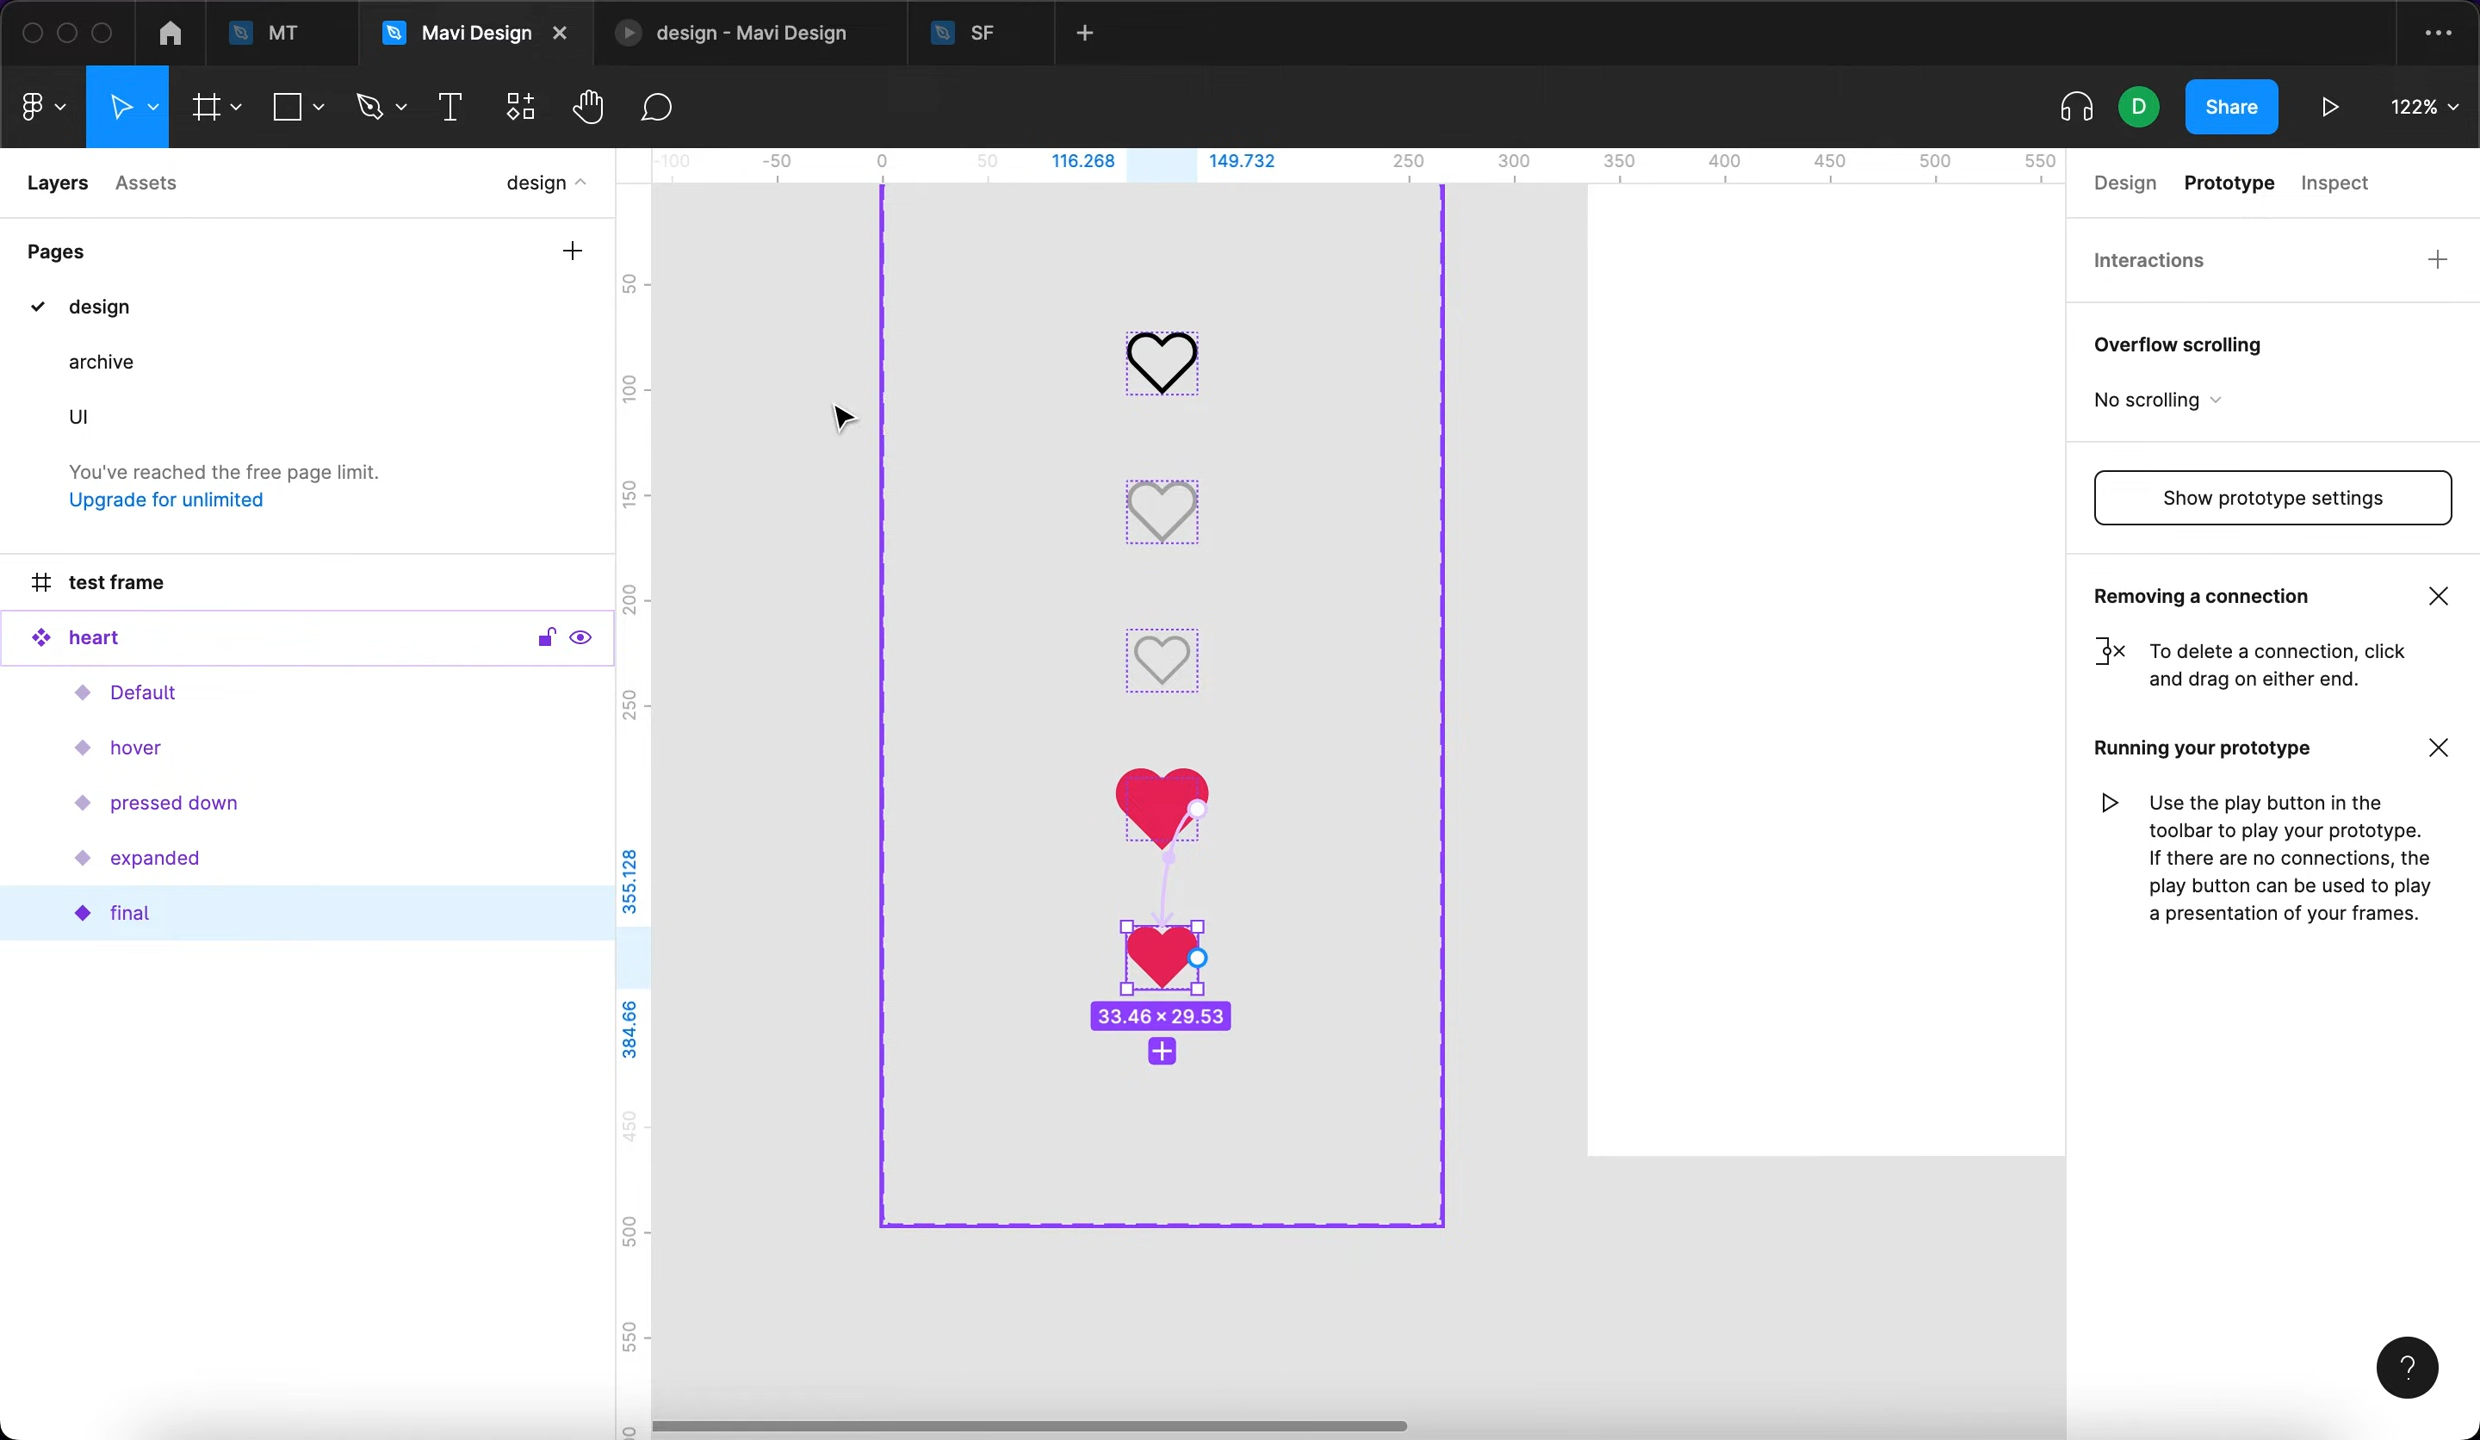 MT
Mavi Design
design - Mavi Design
SF
D
Share
122%
Layers
Assets
design
-100
-50
0
50
116.268
149.732
250
300
350
400
450
500
550
Design
Prototype
Inspect
Pages
design
archive
UI
You've reached the free page limit.
Upgrade for unlimited
test frame
heart
Default
hover
pressed down
expanded
final
50
100
150
200
250
355.128
384.66
450
500
550
33.46 × 29.53
Interactions
Overflow scrolling
No scrolling
Show prototype settings
Removing a connection
To delete a connection, click
and drag on either end.
Running your prototype
Use the play button in the
toolbar to play your prototype.
If there are no connections, the
play button can be used to play
a presentation of your frames.
?